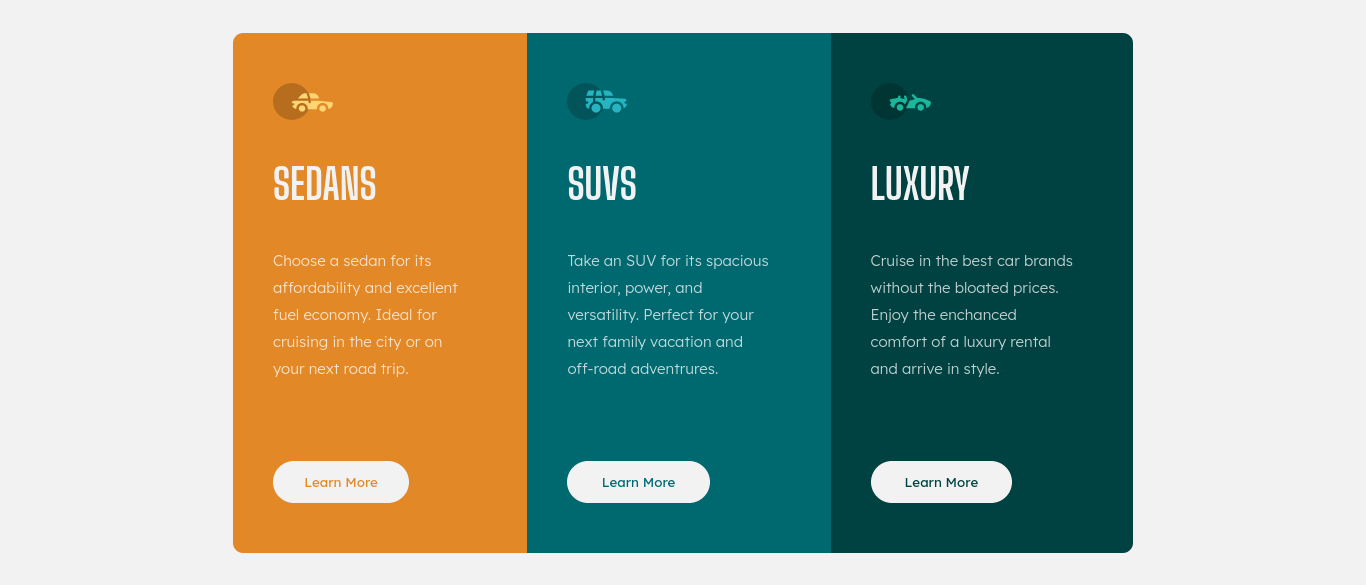 SEDANS
Choose a sedan for its
affordability and excellent
fuel economy. Ideal for
cruising in the city or on
your next road trip.
Learn More
SUVS
Take an SUV for its spacious
interior, power, and
versatility. Perfect for your
next family vacation and
off-road adventrures.
Learn More
LUXURY
Cruise in the best car brands
without the bloated prices.
Enjoy the enchanced
comfort of a luxury rental
and arrive in style.
Learn More